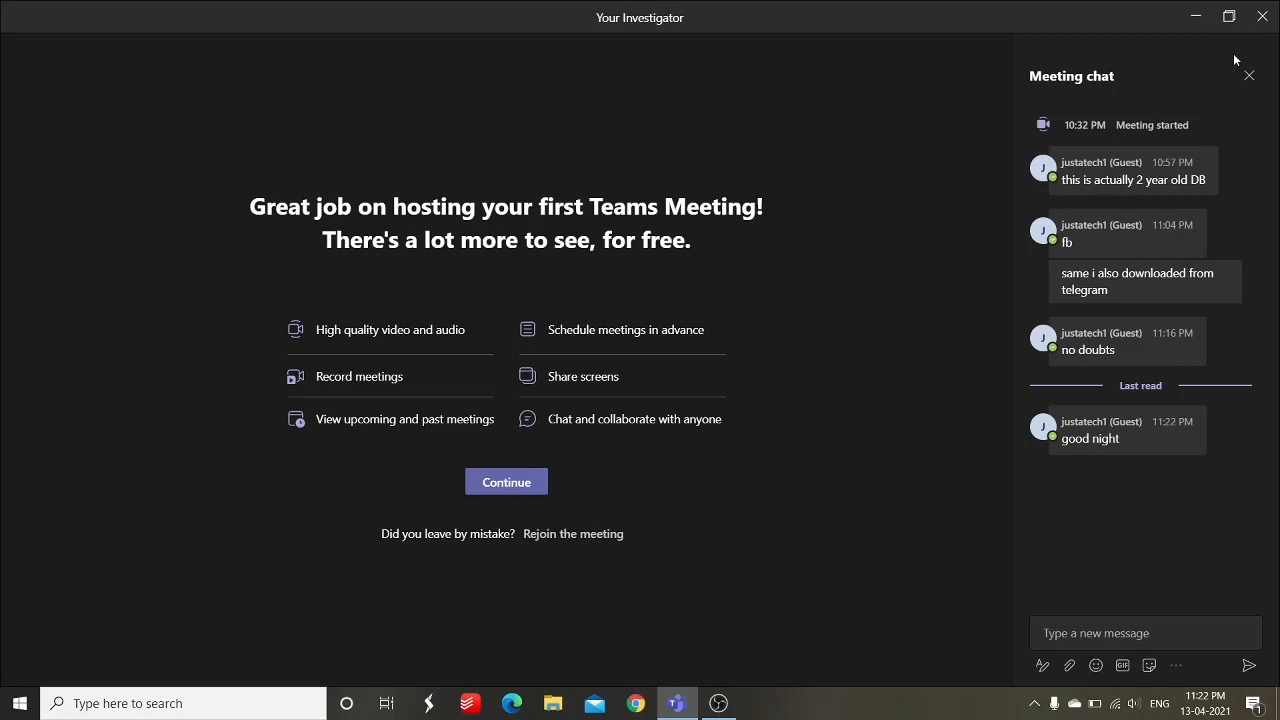 Your Investigator
Great job on hosting your first Teams Meeting!
There's a lot more to see, for free.
High quality video and audio
Schedule meetings in advance
Record meetings
Share screens
View upcoming and past meetings
Chat and collaborate with anyone
Continue
Did you leave by mistake? Rejoin the meeting
Meeting chat
10:32 PM Meeting started
J
justatech1 (Guest) 10:57 PM
this is actually 2 year old DB
J
justatech1 (Guest) 11:04 PM
fb
same i also downloaded from
telegram
J
justatech1 (Guest) 11:16 PM
no doubts
Last read
J
justatech1 (Guest) 11:22 PM
good night
Type a new message
GIF
Type here to search
ENG
11:22 PM
13-04-2021
1